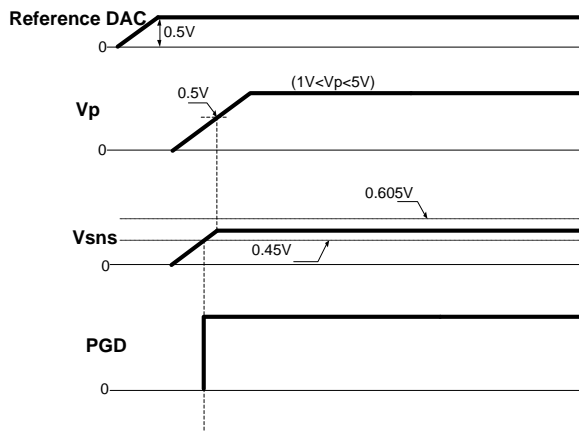 Reference DAC
0.5V
0
(1V<Vp<5V)
0.5V
Vp
0
0.605V
Vsns
0.45V
0
PGD
0